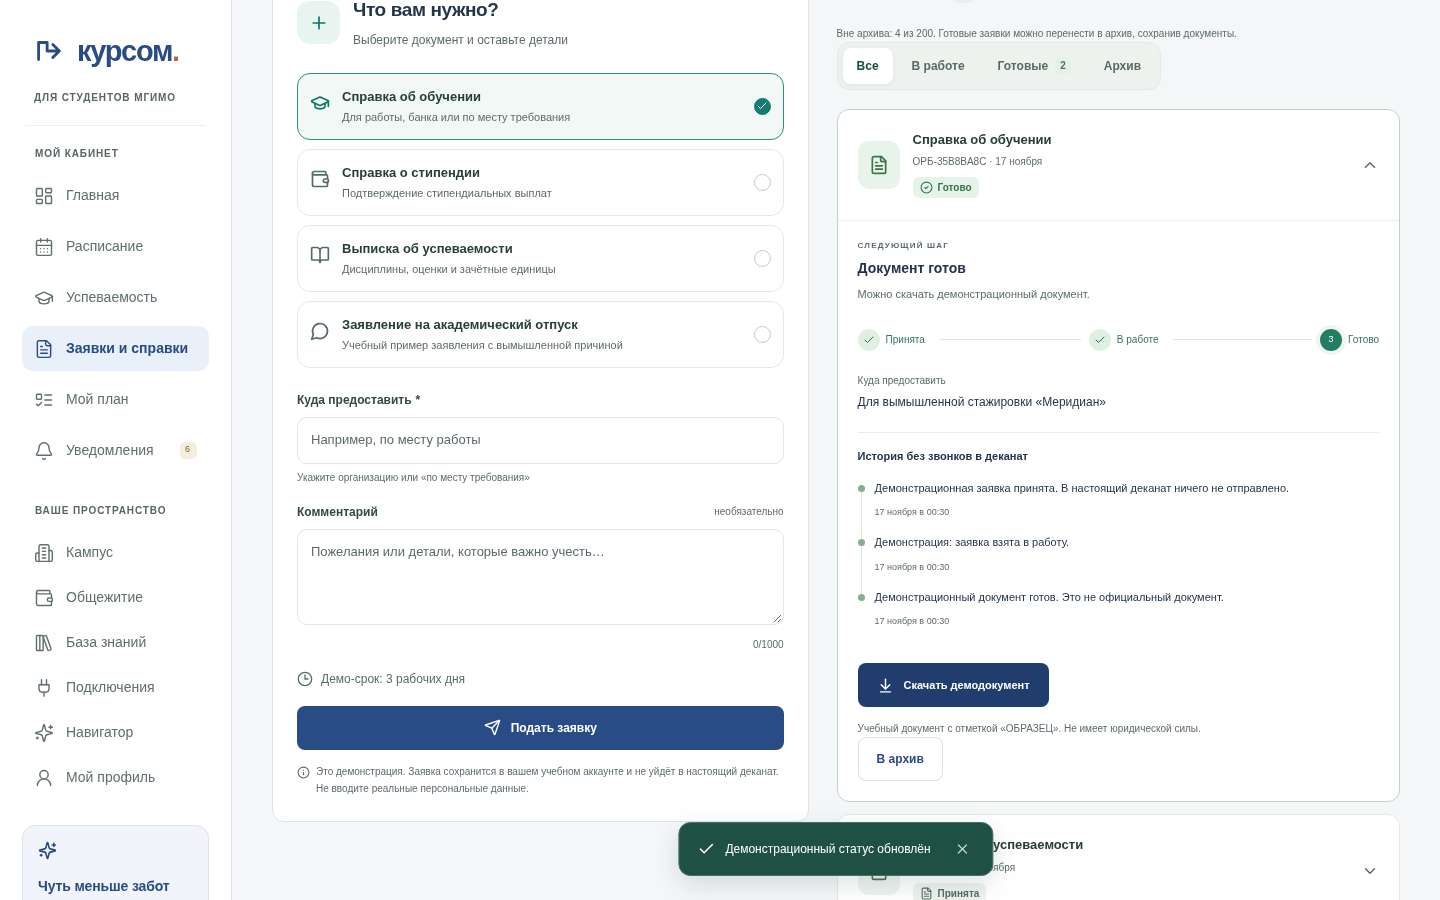 курсом.
ДЛЯ СТУДЕНТОВ МГИМО
МОЙ КАБИНЕТ
Главная
Расписание
Успеваемость
Заявки и справки
Мой план
Уведомления
6
ВАШЕ ПРОСТРАНСТВО
Кампус
Общежитие
База знаний
Подключения
Навигатор
Мой профиль
Чуть меньше забот
Что вам нужно?
Выберите документ и оставьте детали
Справка об обучении
Для работы, банка или по месту требования
Справка о стипендии
Подтверждение стипендиальных выплат
Выписка об успеваемости
Дисциплины, оценки и зачётные единицы
Заявление на академический отпуск
Учебный пример заявления с вымышленной причиной
Куда предоставить *
Например, по месту работы
Укажите организацию или «по месту требования»
Комментарий
необязательно
Пожелания или детали, которые важно учесть…
0/1000
Демо-срок: 3 рабочих дня
Подать заявку
Это демонстрация. Заявка сохранится в вашем учебном аккаунте и не уйдёт в настоящий деканат.
Не вводите реальные персональные данные.
Вне архива: 4 из 200. Готовые заявки можно перенести в архив, сохранив документы.
Все
В работе
Готовые 2
Архив
Справка об обучении
ОРБ-35B8BA8C · 17 ноября
Готово
СЛЕДУЮЩИЙ ШАГ
Документ готов
Можно скачать демонстрационный документ.
Принята
В работе
3 Готово
Куда предоставить
Для вымышленной стажировки «Меридиан»
История без звонков в деканат
Демонстрационная заявка принята. В настоящий деканат ничего не отправлено.
17 ноября в 00:30
Демонстрация: заявка взята в работу.
17 ноября в 00:30
Демонстрационный документ готов. Это не официальный документ.
17 ноября в 00:30
Скачать демодокумент
Учебный документ с отметкой «ОБРАЗЕЦ». Не имеет юридической силы.
В архив
успеваемости
ября
Принята
Демонстрационный статус обновлён